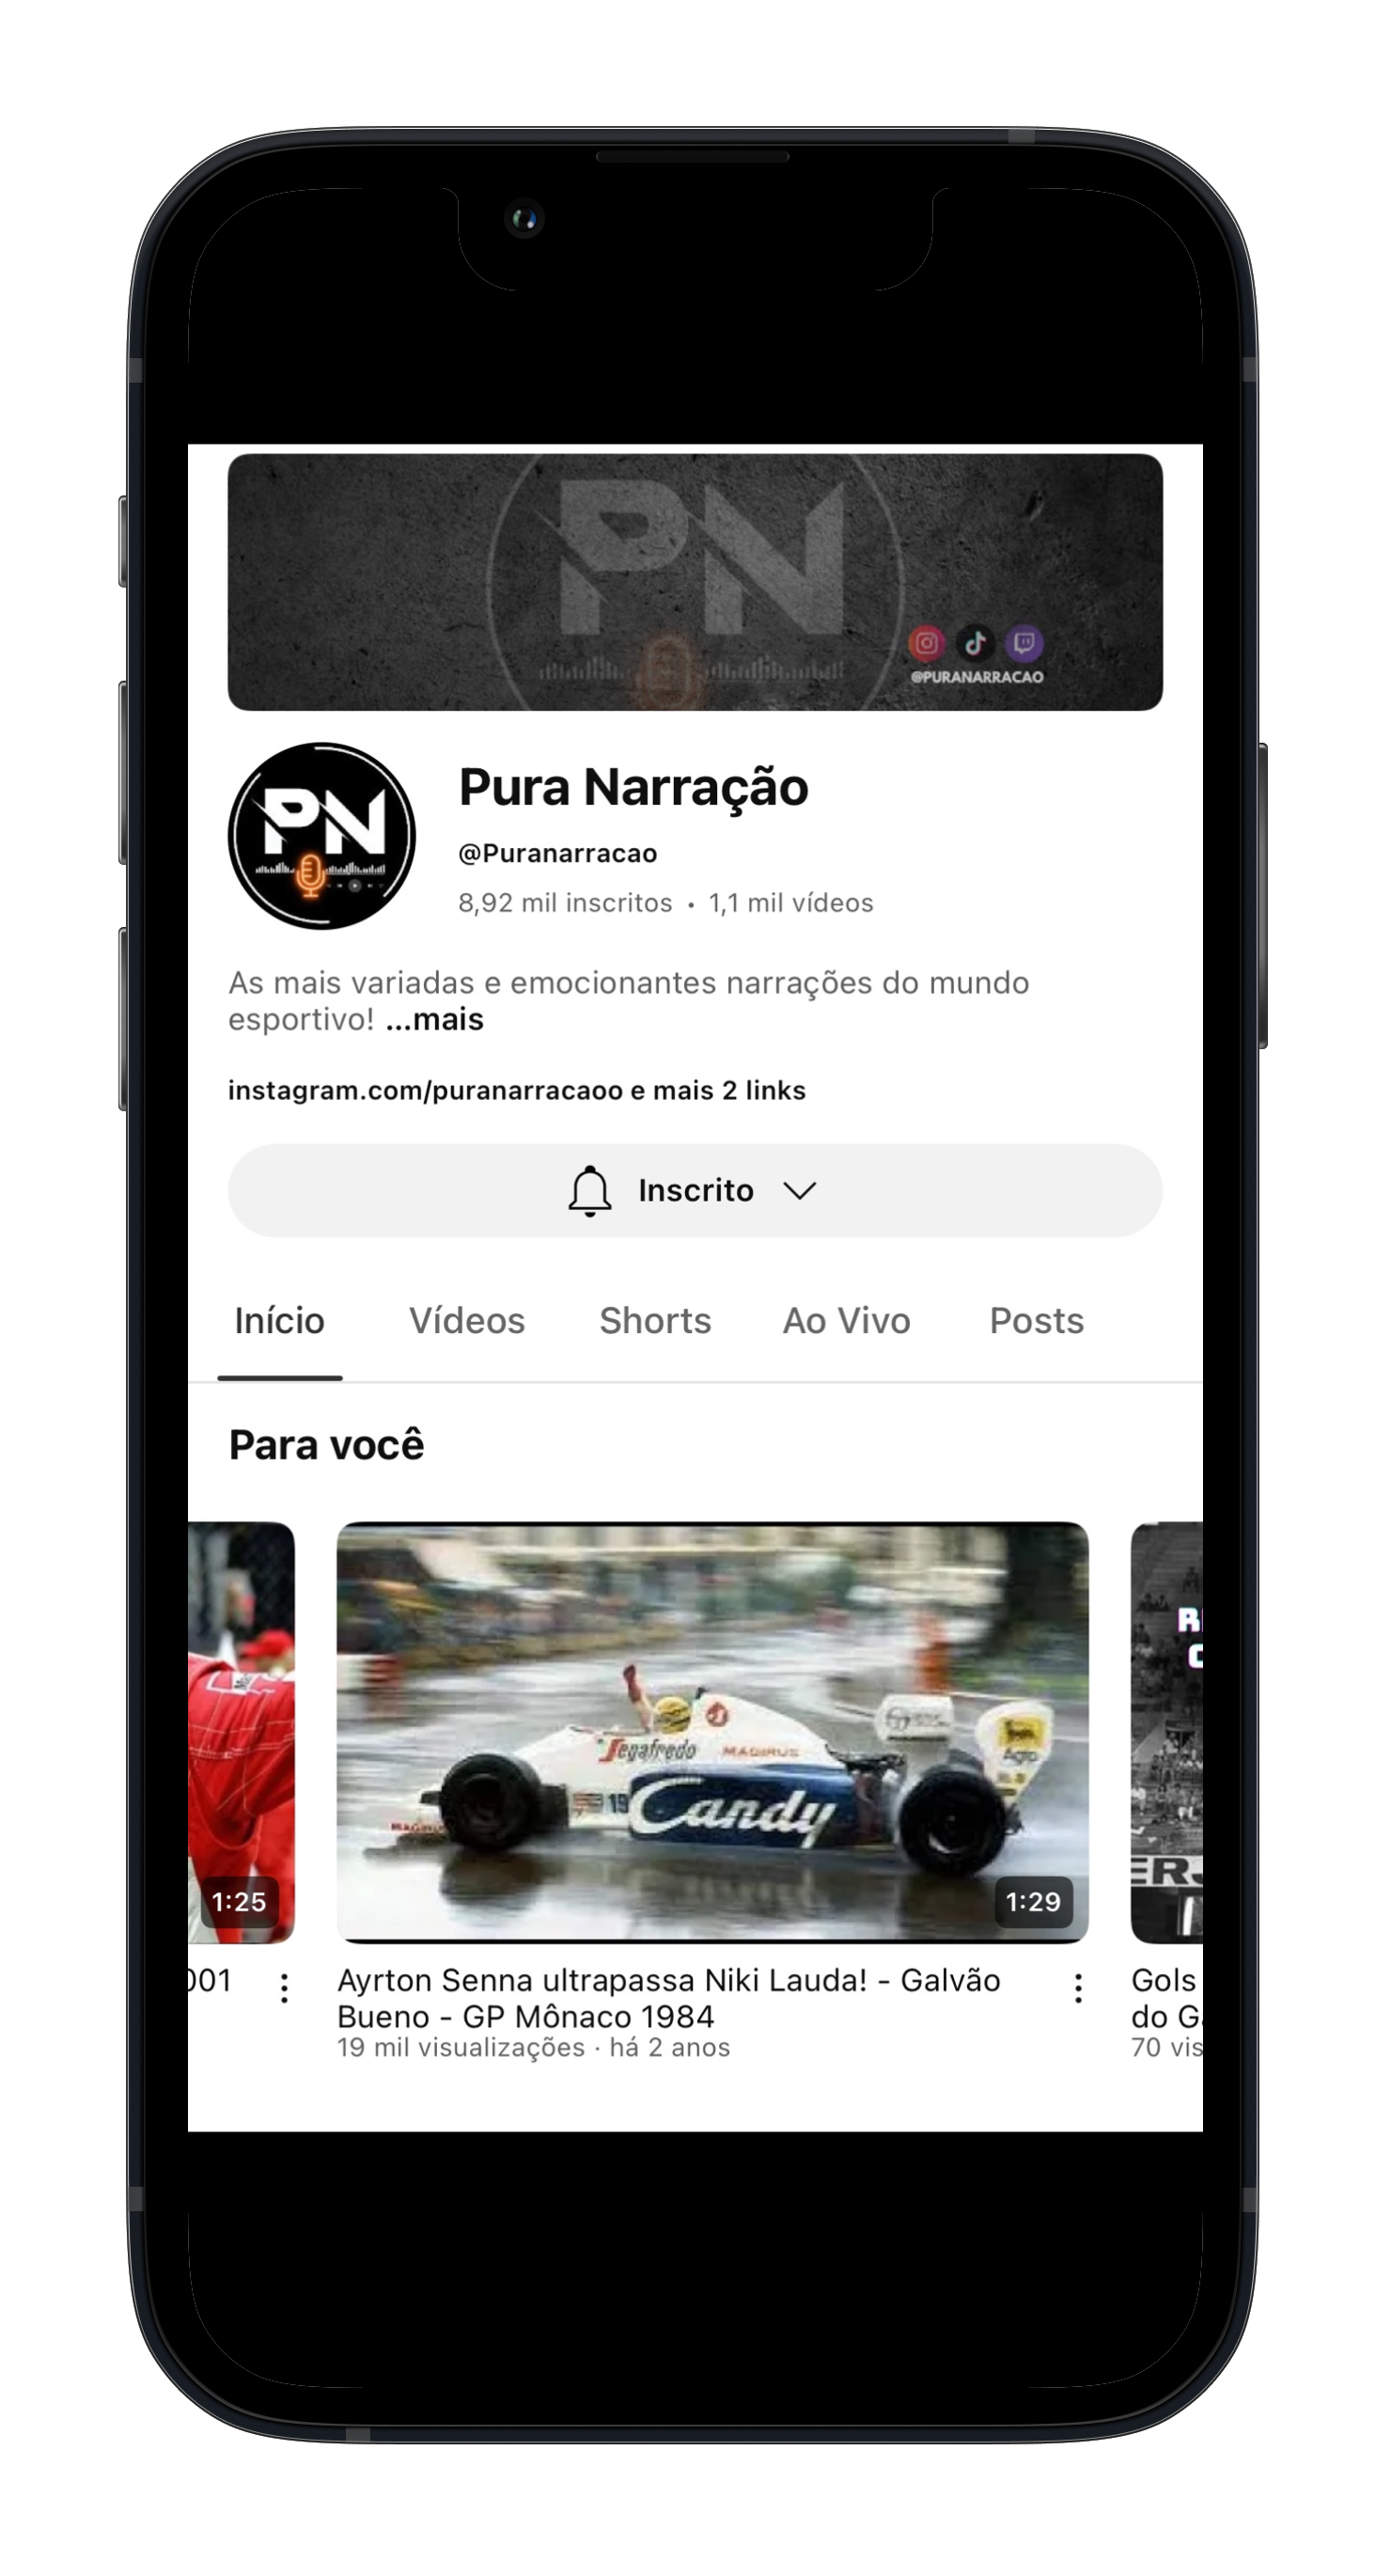 PN
@PURANARRACAO
PN
Pura Narração
@Puranarracao
8,92 mil inscritos • 1,1 mil vídeos
As mais variadas e emocionantes narrações do mundo
esportivo! ...mais
instagram.com/puranarracaoo e mais 2 links
Inscrito
Início Vídeos Shorts Ao Vivo Posts
Para você
Segafredo MAGIRUS
19 Candy
Agip
MAGIRUS
1:25
1:29
001
Ayrton Senna ultrapassa Niki Lauda! - Galvão
Bueno - GP Mônaco 1984
19 mil visualizações · há 2 anos
Gols
do G
70 vis